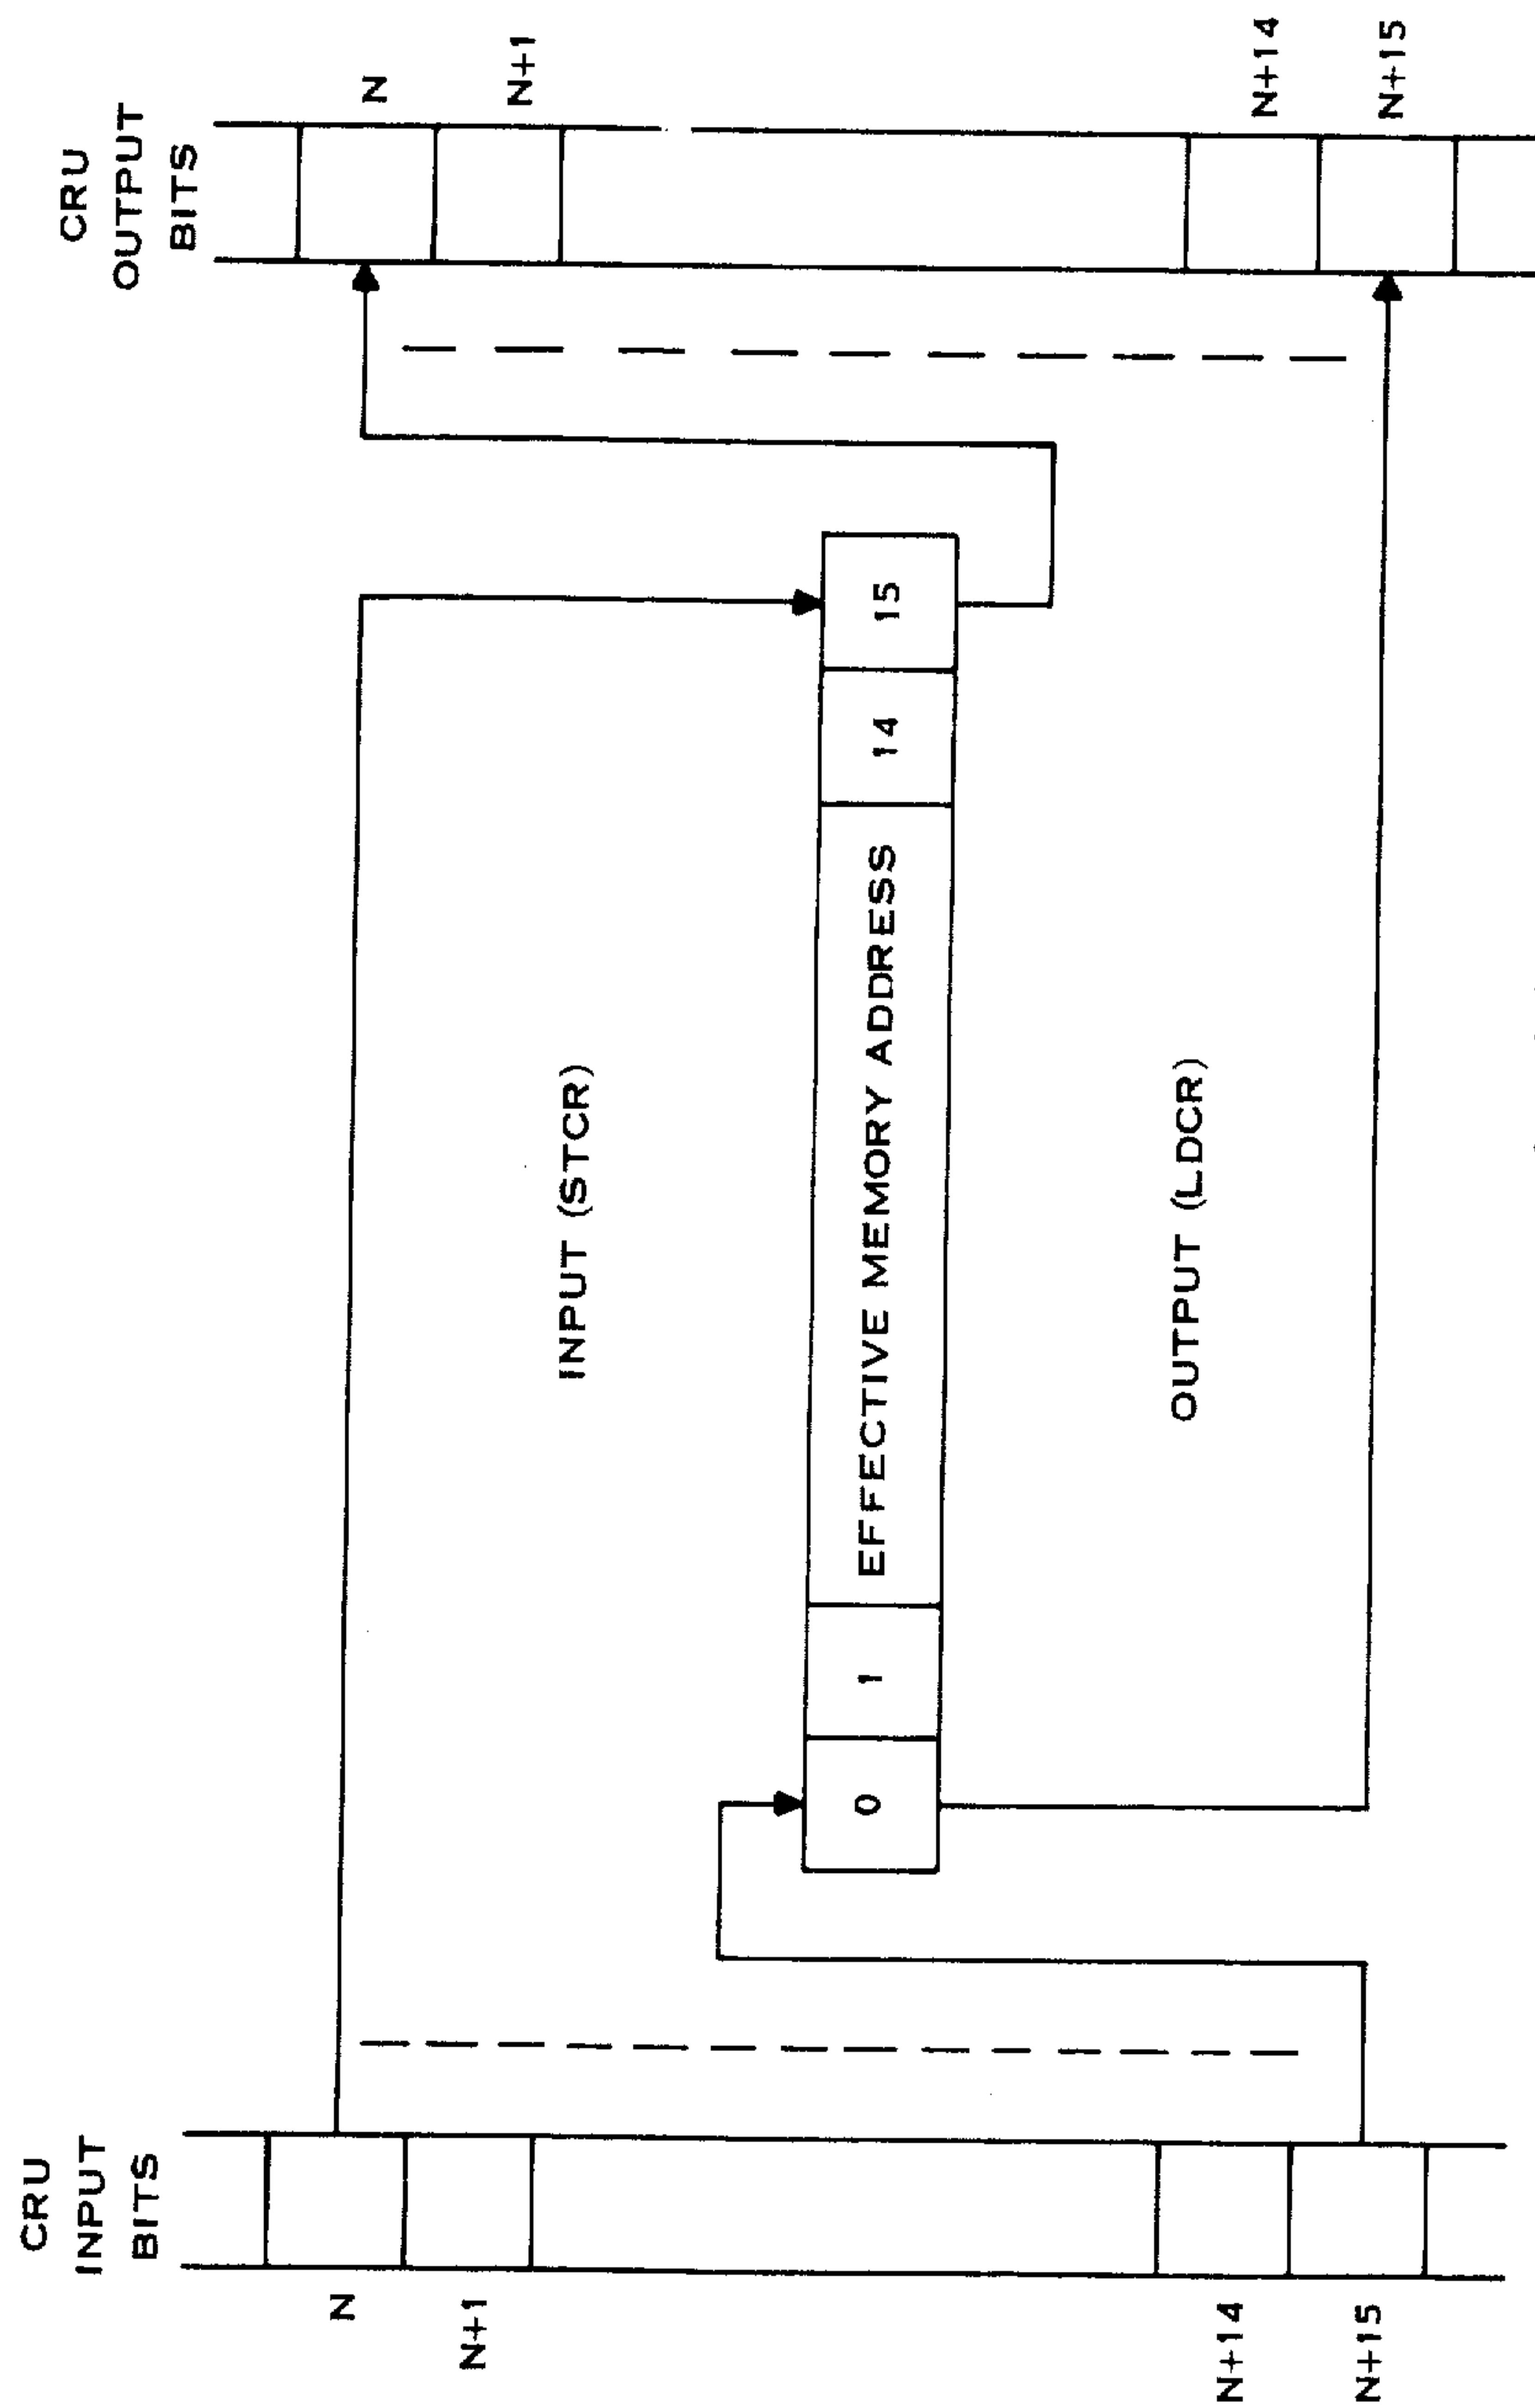 CRU
INPUT
BITS
CRU
OUTPUT
BITS
N
N
N+1
N+1
INPUT (STCR)
0
1
EFFECTIVE MEMORY ADDRESS
14
15
OUTPUT (LDCR)
N+14
N+14
N+15
N+15